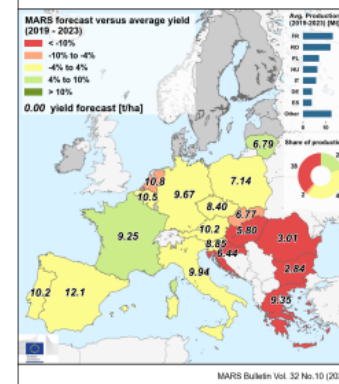 MARS forecast versus average yield
(2019 - 2023)
< -10%
-10% to -4%
-4% to 4%
4% to 10%
> 10%
0.00 yield forecast [t/ha]
Avg. Production
(2019-2023) [Mt]
FR
RO
PL
HU
IT
DE
ES
Other
Share of production
35
2
6.79
10.8
10.5
9.67
7.14
8.40
6.77
9.25
10.2
5.80
3.01
8.85
6.44
2.84
9.94
10.2
12.1
9.35
MARS Bulletin Vol. 32 No.10 (202